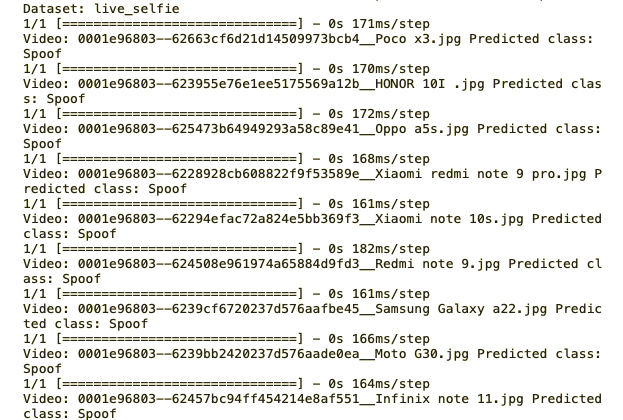 Dataset: live_selfie
1/1 [==============================] - 0s 171ms/step
Video: 0001e96803--62663cf6d21d14509973bcb4__Poco x3.jpg Predicted class:
Spoof
1/1 [==============================] - 0s 170ms/step
Video: 0001e96803--623955e76e1ee5175569a12b__HONOR 10I .jpg Predicted clas
s: Spoof
1/1 [==============================] - 0s 172ms/step
Video: 0001e96803--625473b64949293a58c89e41__Oppo a5s.jpg Predicted class:
Spoof
1/1 [==============================] - 0s 168ms/step
Video: 0001e96803--6228928cb608822f9f53589e__Xiaomi redmi note 9 pro.jpg P
redicted class: Spoof
1/1 [==============================] - 0s 161ms/step
Video: 0001e96803--62294efac72a824e5bb369f3__Xiaomi note 10s.jpg Predicted
class: Spoof
1/1 [==============================] - 0s 182ms/step
Video: 0001e96803--624508e961974a65884d9fd3__Redmi note 9.jpg Predicted cl
ass: Spoof
1/1 [==============================] - 0s 161ms/step
Video: 0001e96803--6239cf6720237d576aafbe45__Samsung Galaxy a22.jpg Predic
ted class: Spoof
1/1 [==============================] - 0s 166ms/step
Video: 0001e96803--6239bb2420237d576aade0ea__Moto G30.jpg Predicted class:
Spoof
1/1 [==============================] - 0s 164ms/step
Video: 0001e96803--62457bc94ff454214e8af551__Infinix note 11.jpg Predicted
class: Spoof